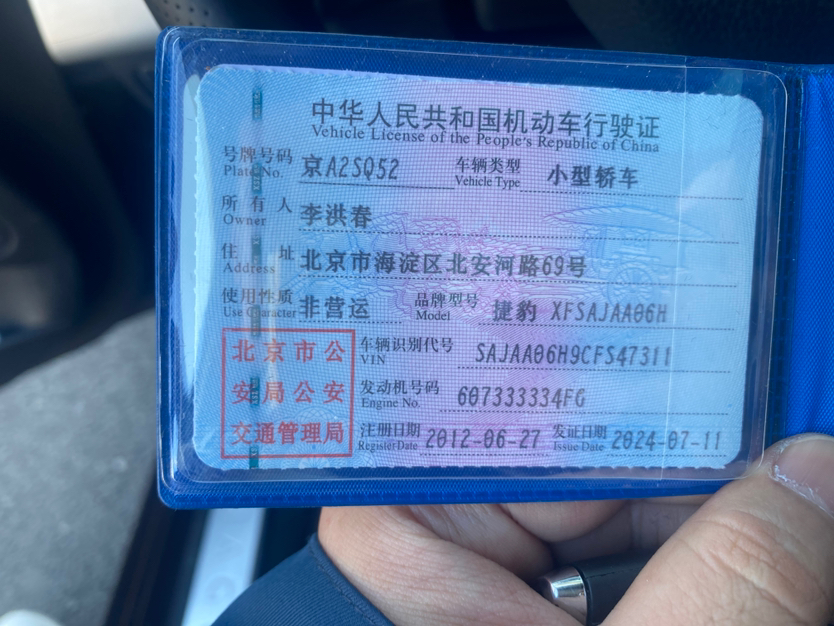 中华人民共和国机动车行驶证
Vehicle License of the People's Republic of China
号牌号码 京A2SQ52 车辆类型 小型轿车
Plate No. Vehicle Type
所有人 李洪春
Owner
住址 北京市海淀区北安河路69号
Address
使用性质 非营运 品牌型号 捷豹 XFSAJAA06H
Use Character Model
北京市公 车辆识别代号 SAJAA06H9CFS47311
VIN
安局公安 发动机号码 607333334FG
Engine No.
交通管理局 注册日期 2012-06-27 发证日期 2024-07-11
Register Date Issue Date